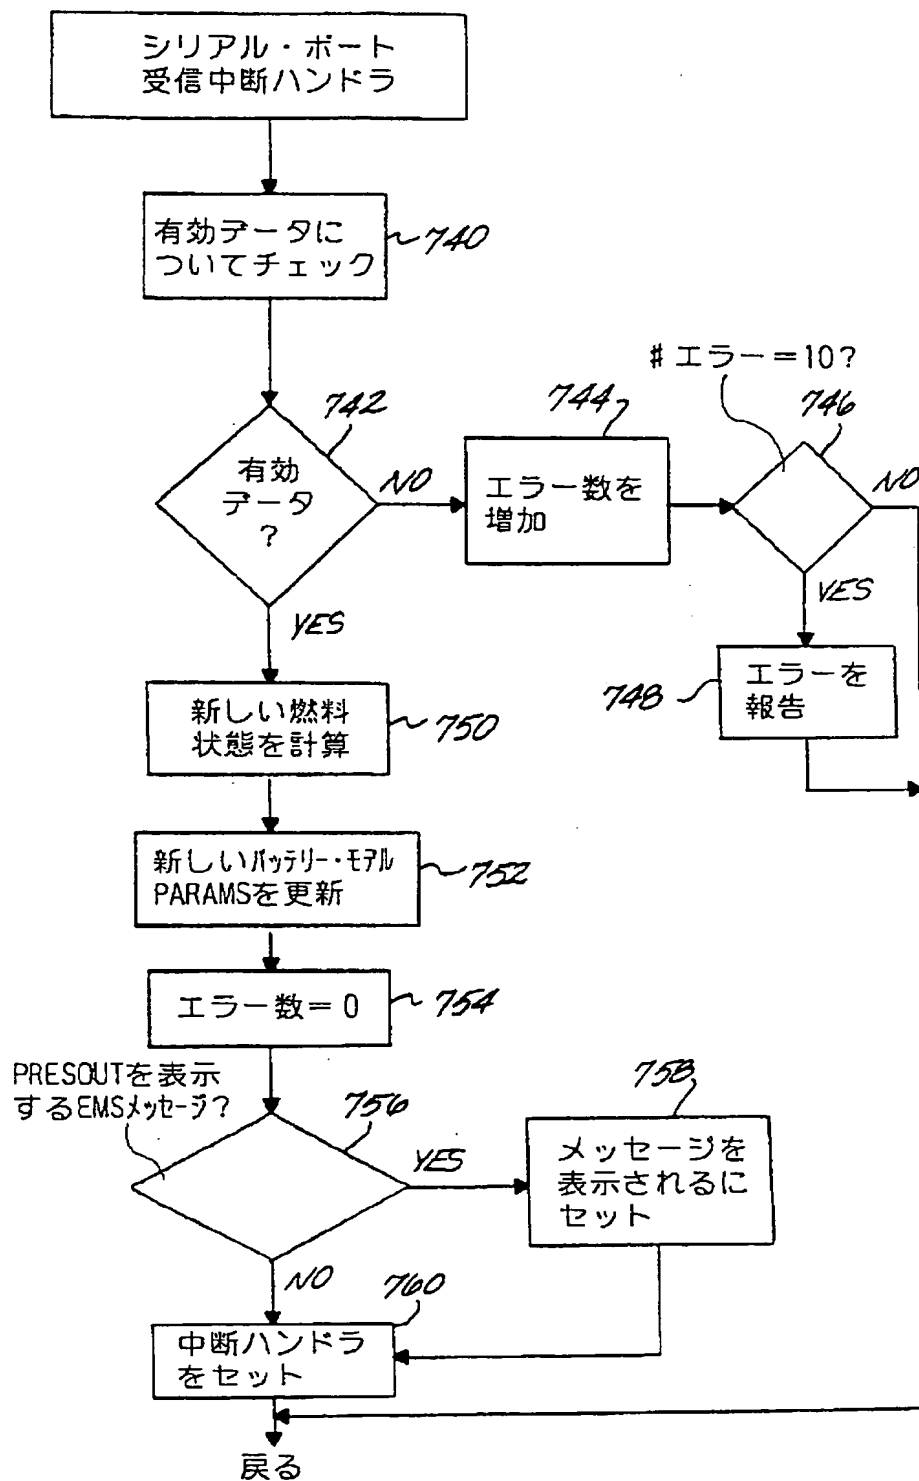 シリアル・ポート
受信中断ハンドラ
有効データに
ついてチェック
740
742
有効
データ
?
NO
YES
744
エラー数を
増加
#エラー=10?
746
NO
YES
748
エラーを
報告
新しい燃料
状態を計算
750
新しいバッテリー・モデル
PARAMSを更新
752
エラー数=0
754
PRESOUTを表示
するEMSメッセージ?
756
YES
NO
758
メッセージを
表示されるに
セット
760
中断ハンドラ
をセット
戻る